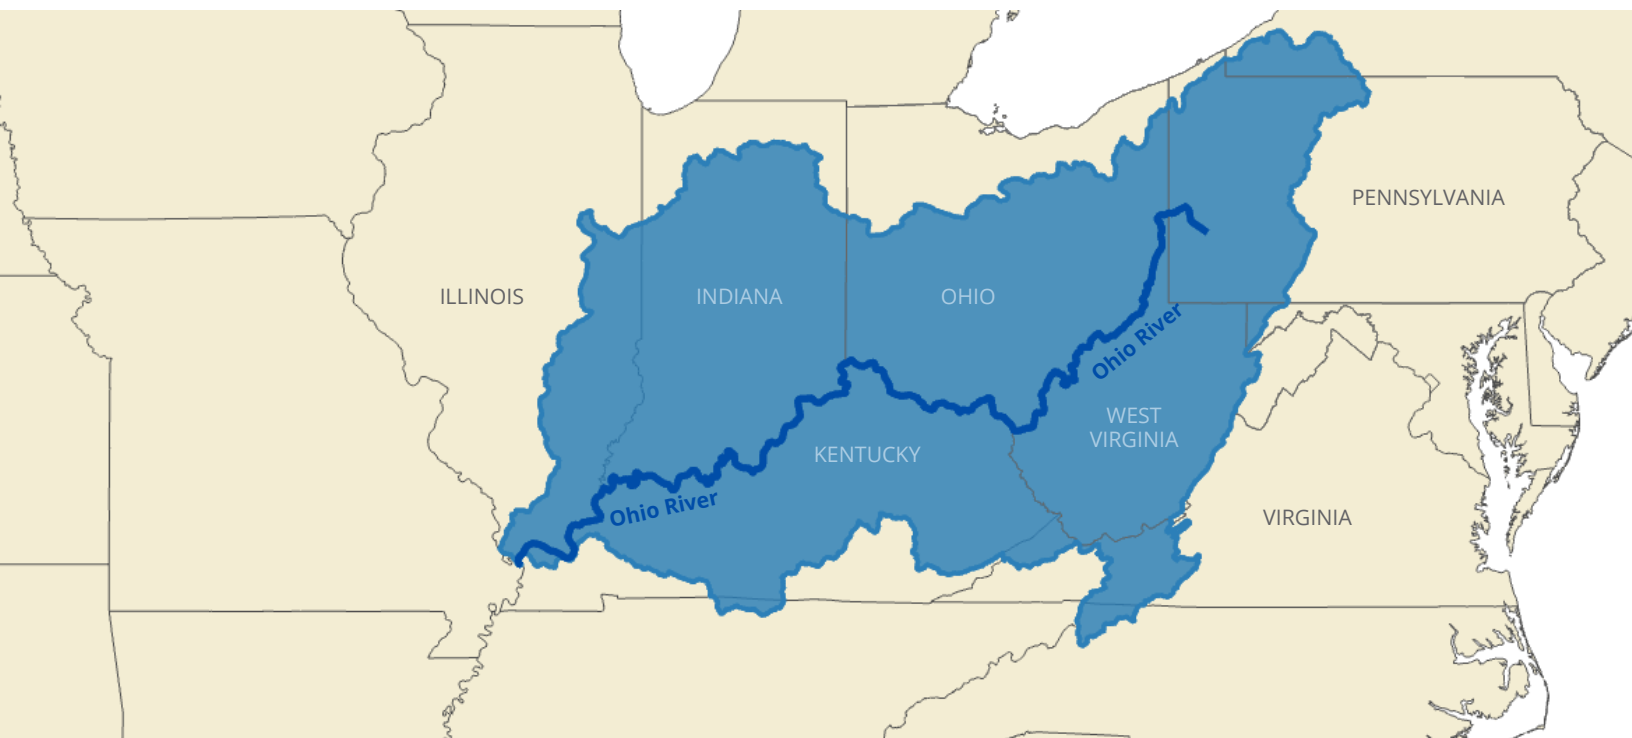 PENNSYLVANIA
ILLINOIS
INDIANA
OHIO
Ohio River
WEST
VIRGINIA
KENTUCKY
Ohio River
VIRGINIA